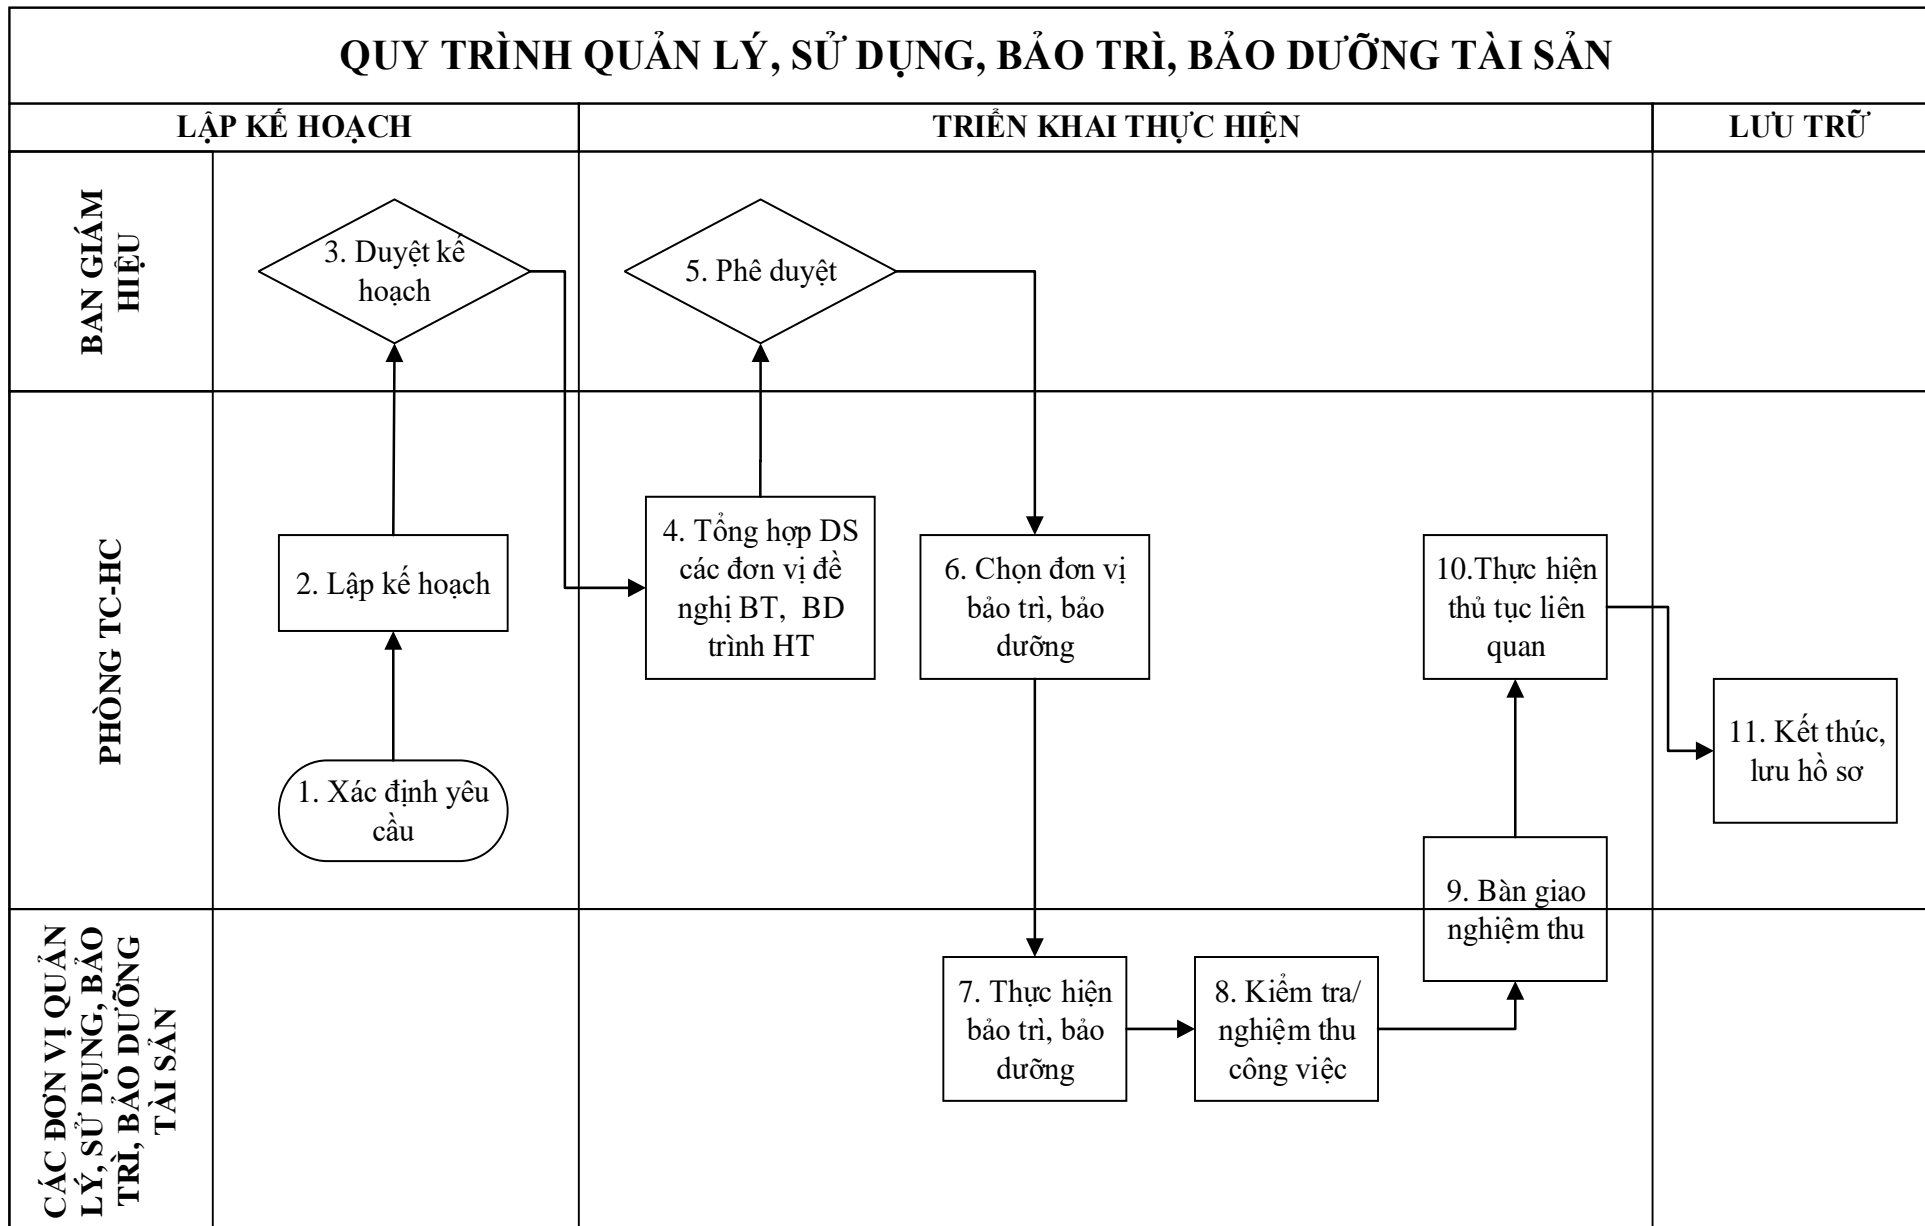 QUY TRÌNH QUẢN LÝ, SỬ DỤNG, BẢO TRÌ, BẢO DƯỠNG TÀI SẢN
LẬP KẾ HOẠCH
TRIỂN KHAI THỰC HIỆN
LƯU TRỮ
BAN GIÁM
HIỆU
3. Duyệt kế
hoạch
5. Phê duyệt
PHÒNG TC-HC
2. Lập kế hoạch
1. Xác định yêu
cầu
4. Tổng hợp DS
các đơn vị đề
nghị BT, BD
trình HT
6. Chọn đơn vị
bảo trì, bảo
dưỡng
10.Thực hiện
thủ tục liên
quan
11. Kết thúc,
lưu hồ sơ
9. Bàn giao
nghiệm thu
CÁC ĐƠN VỊ QUẢN
LÝ, SỬ DỤNG, BẢO
TRÌ, BẢO DƯỠNG
TÀI SẢN
7. Thực hiện
bảo trì, bảo
dưỡng
8. Kiểm tra/
nghiệm thu
công việc